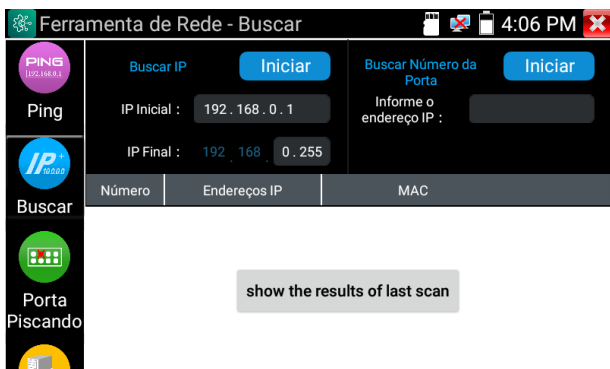 Ferramenta de Rede - Buscar
4:06 PM
PING
192.168.0.1
Ping
IP+
10.0.0.0
Buscar
Porta
Piscando
Buscar IP
Iniciar
IP Inicial :
192 . 168 . 0 . 1
IP Final :
192 . 168 . 0 . 255
Buscar Número da
Porta
Iniciar
Informe o
endereço IP :
Número
Endereços IP
MAC
show the results of last scan